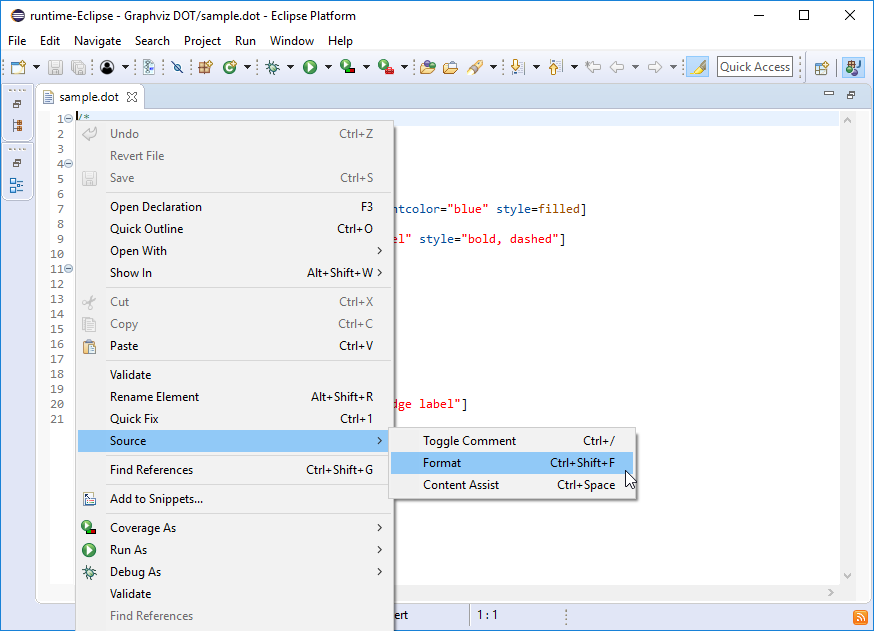 runtime-Eclipse - Graphviz DOT/sample.dot - Eclipse Platform
File Edit Navigate Search Project Run Window Help
Quick Access
sample.dot
1 /*
2
3
4
5
6
7 ntcolor="blue" style=filled]
8
9 el" style="bold, dashed"]
10
11
12
13
14
15
16
17
18
19
20 dge label"]
21
Undo Ctrl+Z
Revert File
Save Ctrl+S
Open Declaration F3
Quick Outline Ctrl+O
Open With
Show In Alt+Shift+W
Cut Ctrl+X
Copy Ctrl+C
Paste Ctrl+V
Validate
Rename Element Alt+Shift+R
Quick Fix Ctrl+1
Source
Toggle Comment Ctrl+/
Format Ctrl+Shift+F
Content Assist Ctrl+Space
Find References Ctrl+Shift+G
Add to Snippets...
Coverage As
Run As
Debug As
Validate
Find References
ert 1 : 1